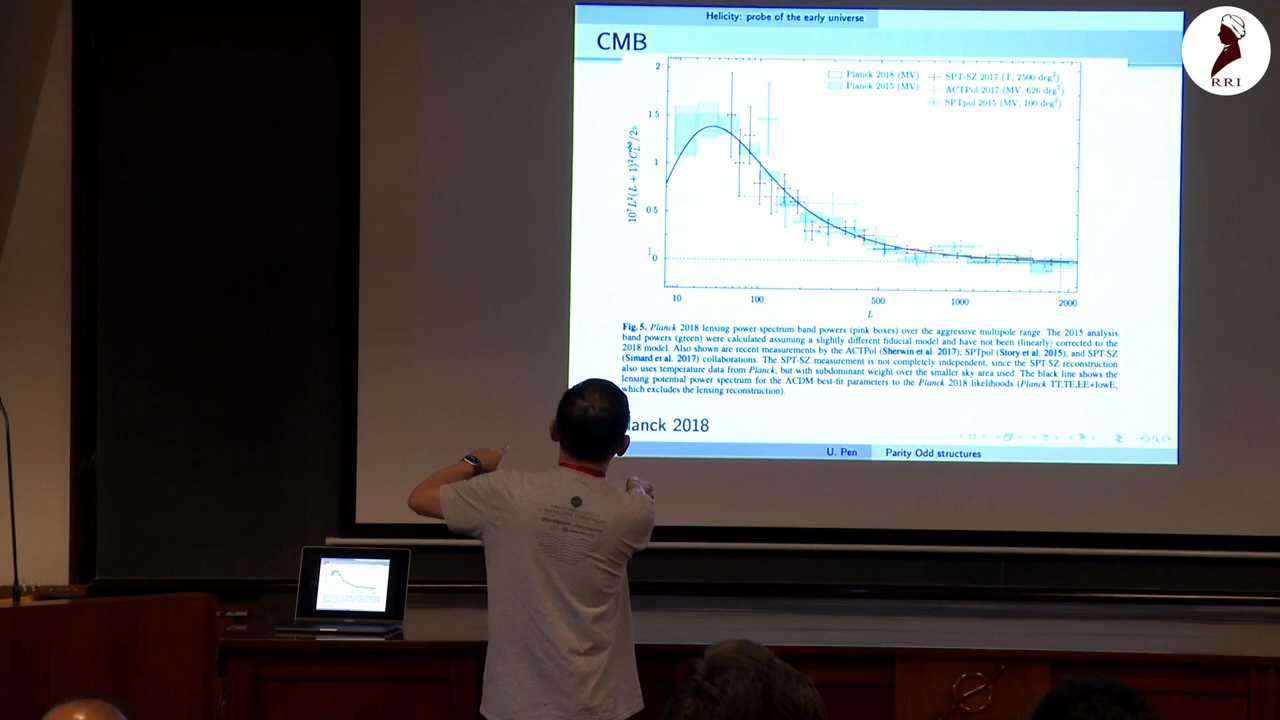 Helicity: probe of the early universe
CMB
RRI
Planck 2018 (MV)
Planck 2015 (MV)
SPT-SZ 2017 (T, 2500 deg²)
ACTPol 2017 (MV, 626 deg²)
SPTpol 2015 (MV, 100 deg²)
2
1.5
1
0.5
0
10 100 500 1000 2000
L
Fig. 5. Planck 2018 lensing power-spectrum band powers (pink boxes) over the aggressive multipole range. The 2015 analysis
band powers (green) were calculated assuming a slightly different fiducial model and have not been (linearly) corrected to the
2018 model. Also shown are recent measurements by the ACTPol (Sherwin et al. 2017), SPTpol (Story et al. 2015), and SPT-SZ
(Simard et al. 2017) collaborations. The SPT-SZ measurement is not completely independent, since the SPT-SZ reconstruction
also uses temperature data from Planck, but with subdominant weight over the smaller sky area used. The black line shows the
lensing potential power spectrum for the ΛCDM best-fit parameters to the Planck 2018 likelihoods (Planck TT,TE,EE+lowE,
which excludes the lensing reconstruction).
lanck 2018
U. Pen Parity Odd structures